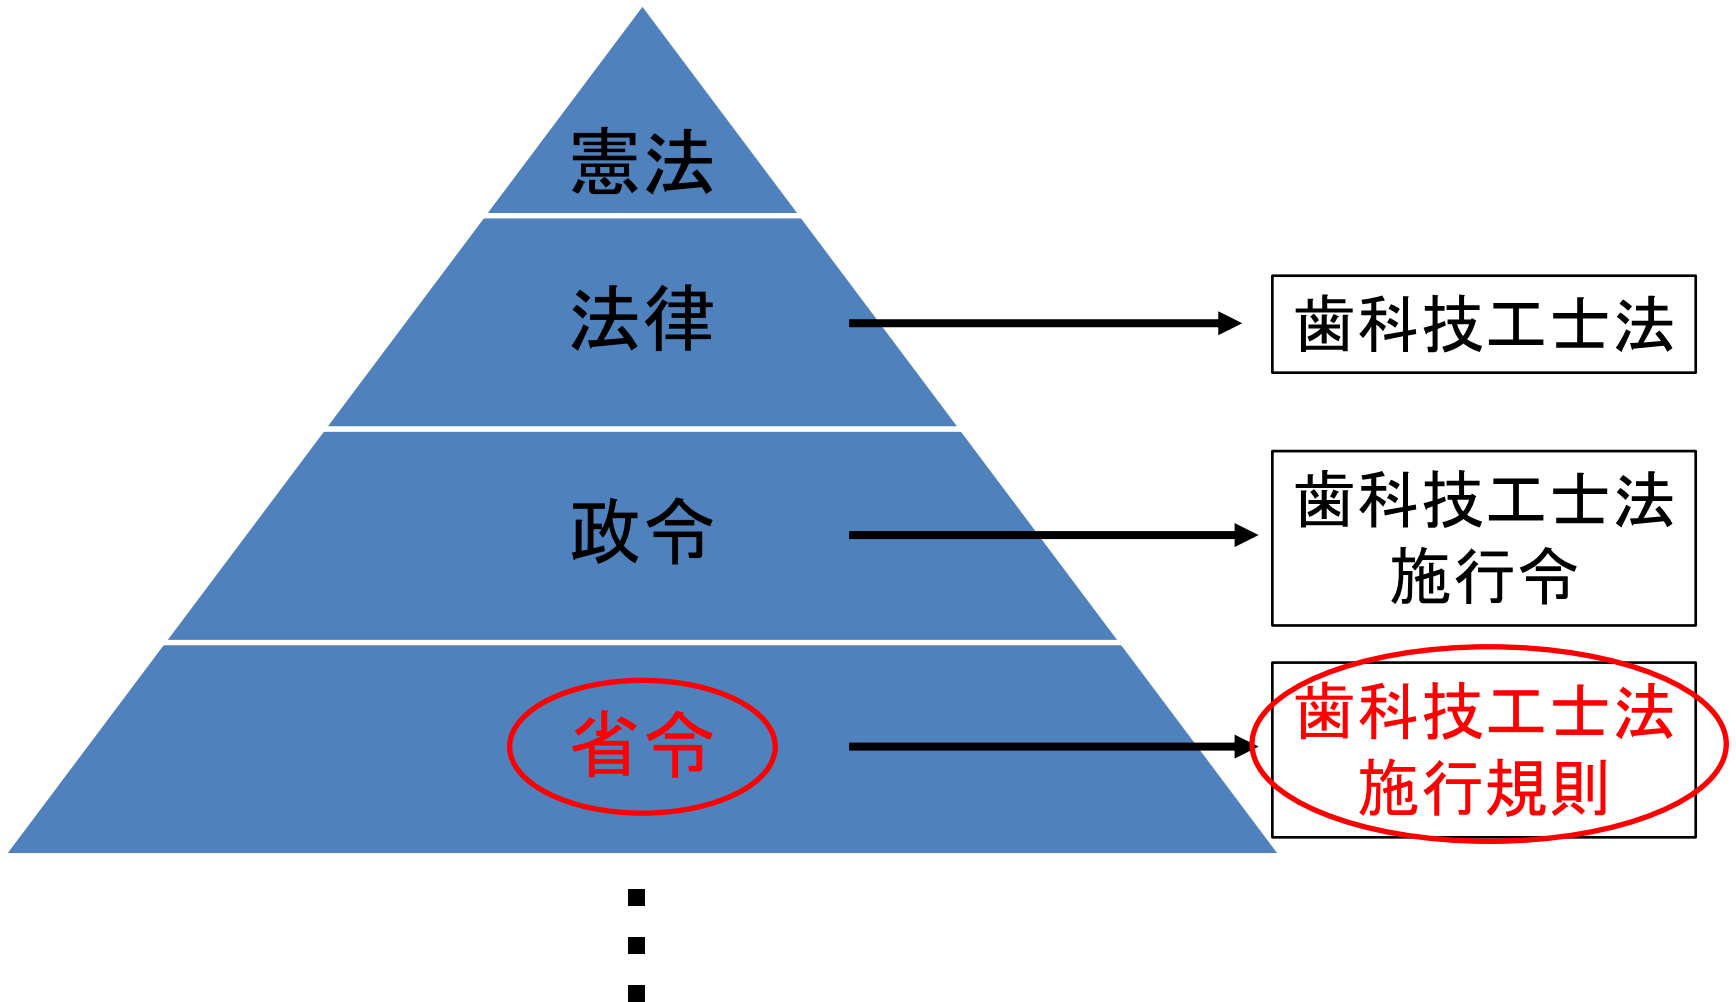 憲法
法律
歯科技工士法
政令
歯科技工士法
施行令
省令
歯科技工士法
施行規則